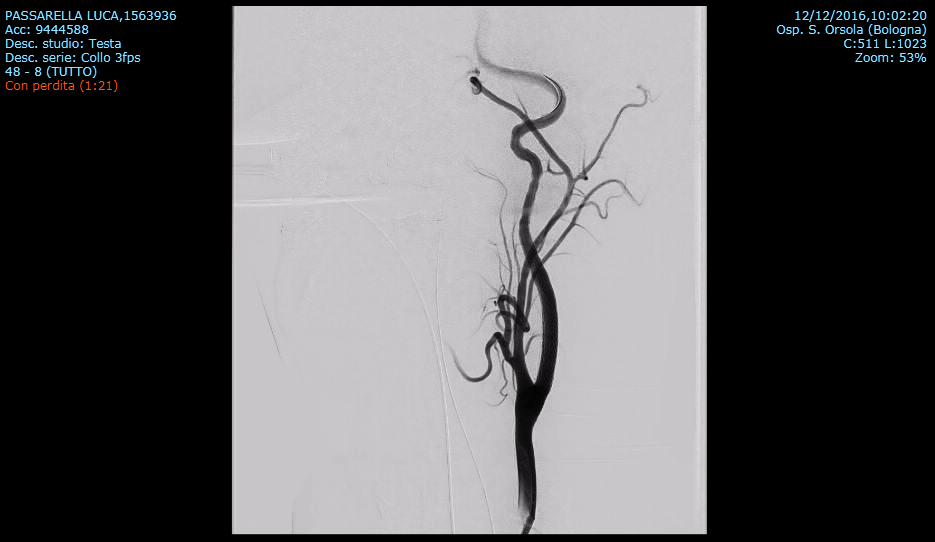 PASSARELLA LUCA,1563936
Acc: 9444588
Desc. studio: Testa
Desc. serie: Collo 3fps
48 - 8 (TUTTO)
Con perdita (1:21)
12/12/2016,10:02:20
Osp. S. Orsola (Bologna)
C:511 L:1023
Zoom: 53%